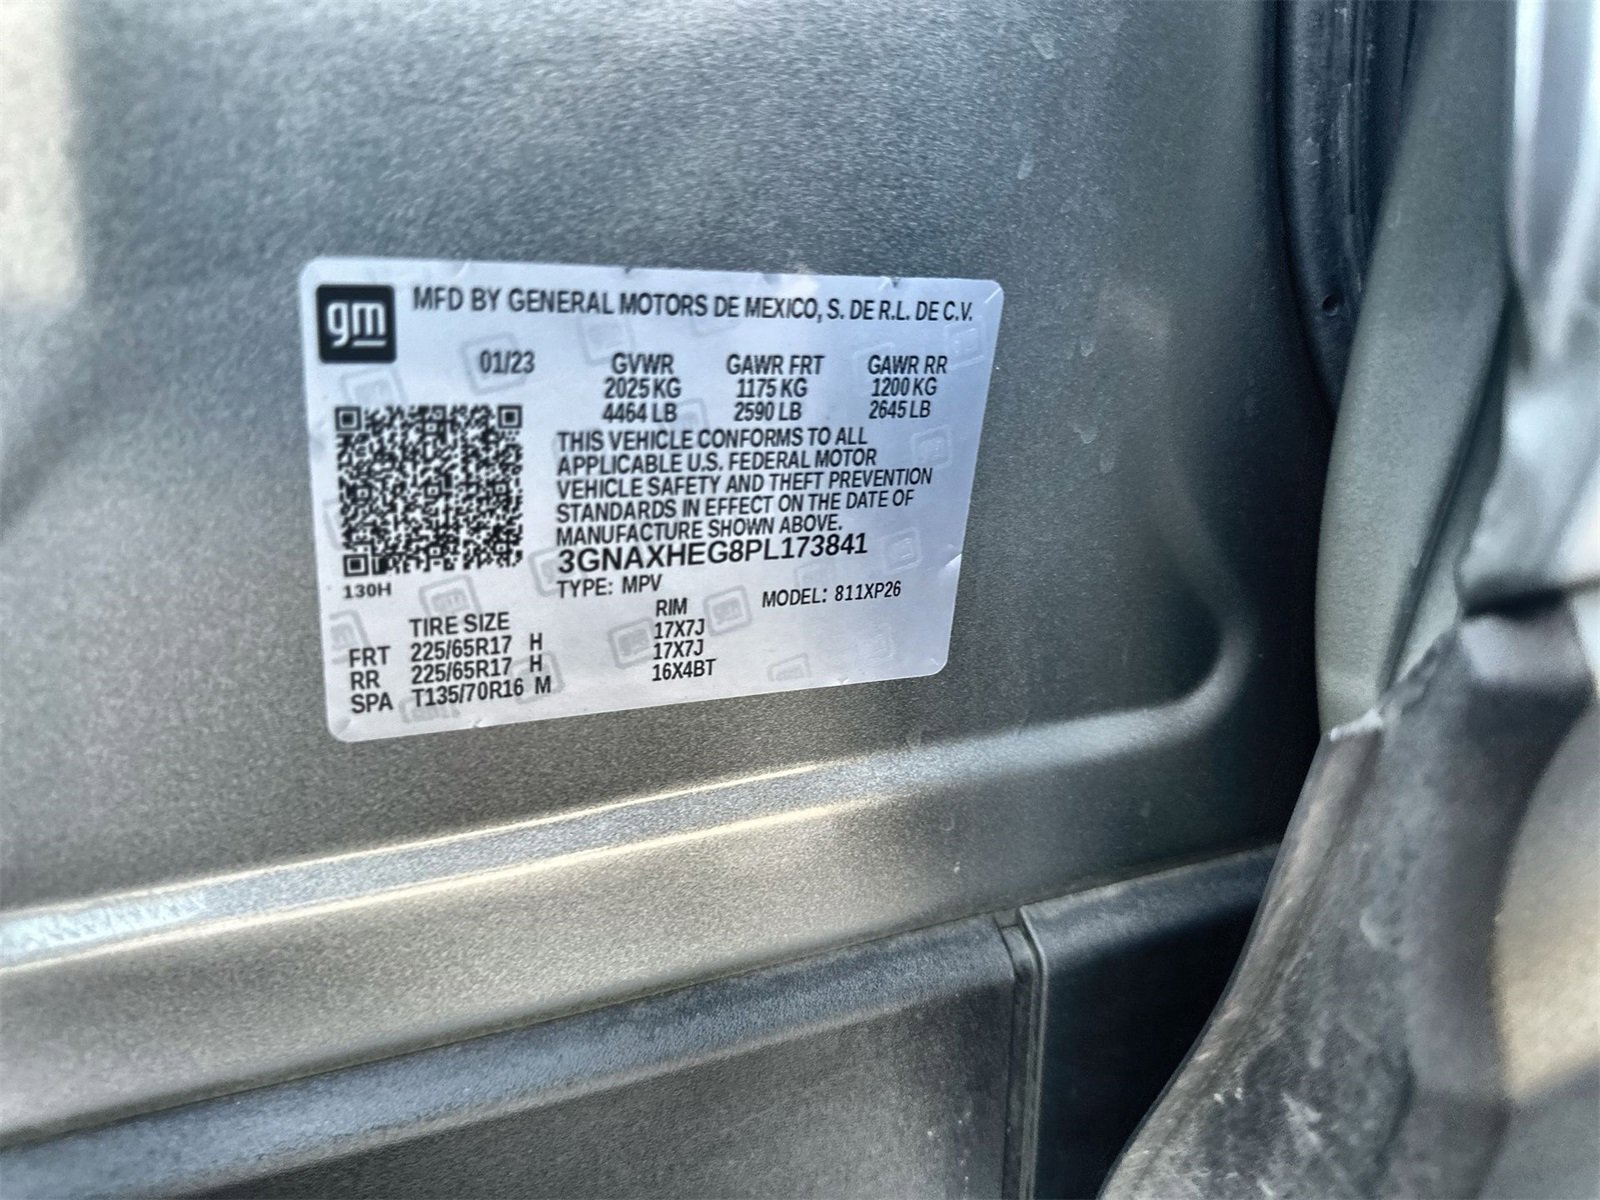 gm MFD BY GENERAL MOTORS DE MEXICO, S. DE R.L. DE C.V.
01/23 GVWR GAWR FRT GAWR RR
2025 KG 1175 KG 1200 KG
4464 LB 2590 LB 2645 LB
THIS VEHICLE CONFORMS TO ALL
APPLICABLE U.S. FEDERAL MOTOR
VEHICLE SAFETY AND THEFT PREVENTION
STANDARDS IN EFFECT ON THE DATE OF
MANUFACTURE SHOWN ABOVE.
3GNAXHEG8PL173841
130H TYPE: MPV MODEL: 811XP26
TIRE SIZE RIM
FRT 225/65R17 H 17X7J
RR 225/65R17 H 17X7J
SPA T135/70R16 M 16X4BT